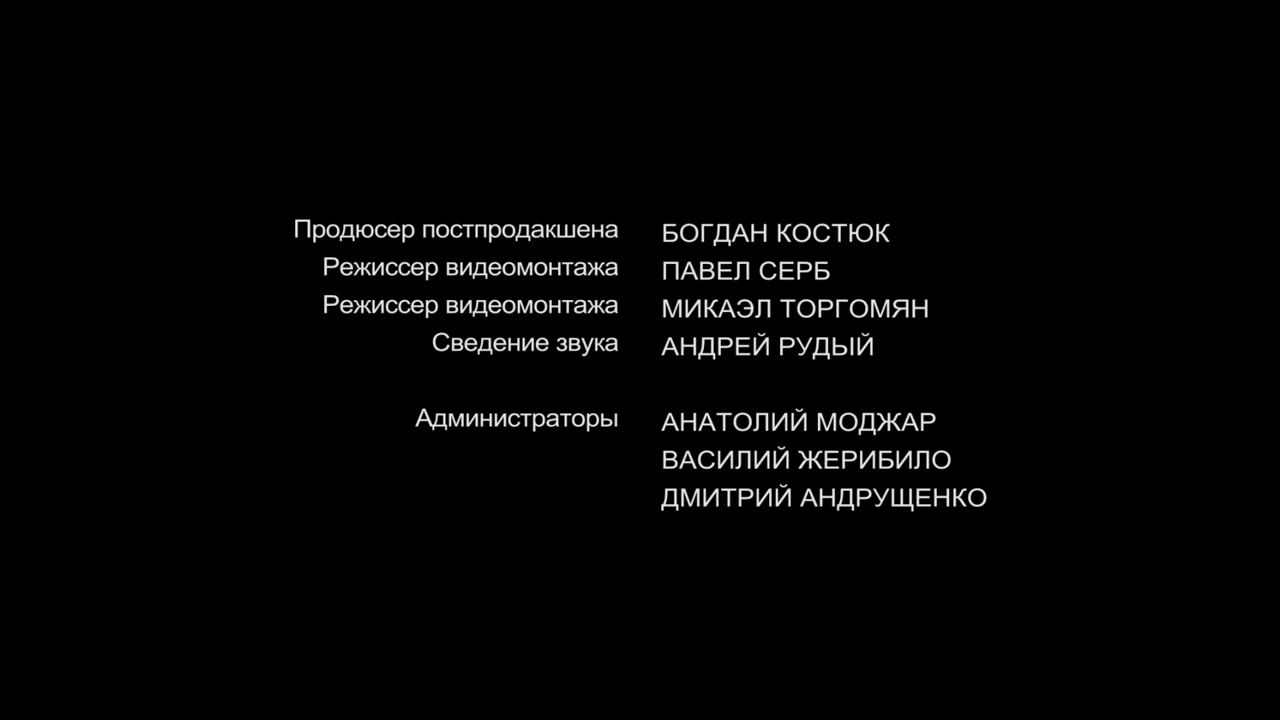 Продюсер постпродакшена БОГДАН КОСТЮК
Режиссер видеомонтажа ПАВЕЛ СЕРБ
Режиссер видеомонтажа МИКАЭЛ ТОРГОМЯН
Сведение звука АНДРЕЙ РУДЫЙ
Администраторы АНАТОЛИЙ МОДЖАР
ВАСИЛИЙ ЖЕРИБИЛО
ДМИТРИЙ АНДРУЩЕНКО